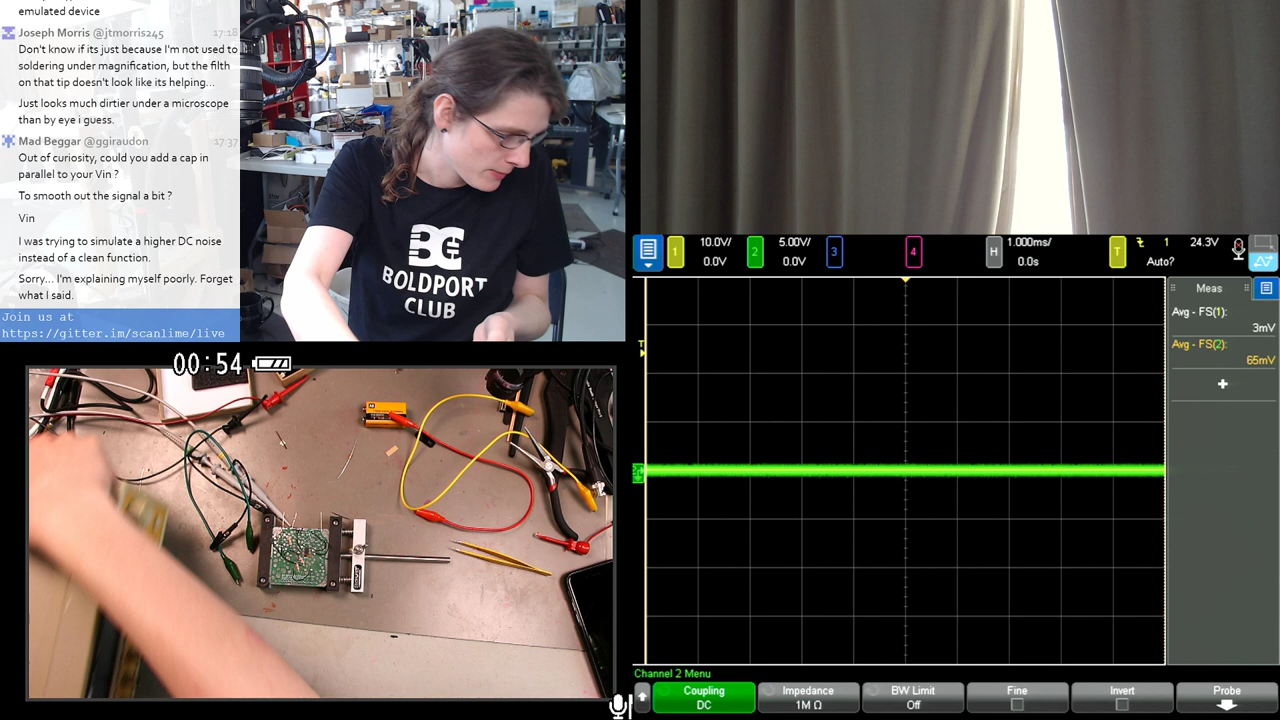 emulated device
Joseph Morris @jtmorris245 17:18
Don't know if its just because I'm not used to
soldering under magnification, but the filth
on that tip doesn't look like its helping...
Just looks much dirtier under a microscope
than by eye i guess.
Mad Beggar @ggiraudon 17:37
Out of curiosity, could you add a cap in
parallel to your Vin ?
To smooth out the signal a bit ?
Vin
I was trying to simulate a higher DC noise
instead of a clean function.
Sorry... I'm explaining myself poorly. Forget
what I said.
Join us at
https://gitter.im/scanlime/live
BOLDPORT
CLUB
00:54
1 10.0V/ 0.0V
2 5.00V/ 0.0V
3
4
H 1.000ms/ 0.0s
T 1 24.3V
Auto?
Meas
Avg - FS(1):
3mV
Avg - FS(2):
65mV
T
Channel 2 Menu
Coupling
DC
Impedance
1M Ω
BW Limit
Off
Fine
Invert
Probe